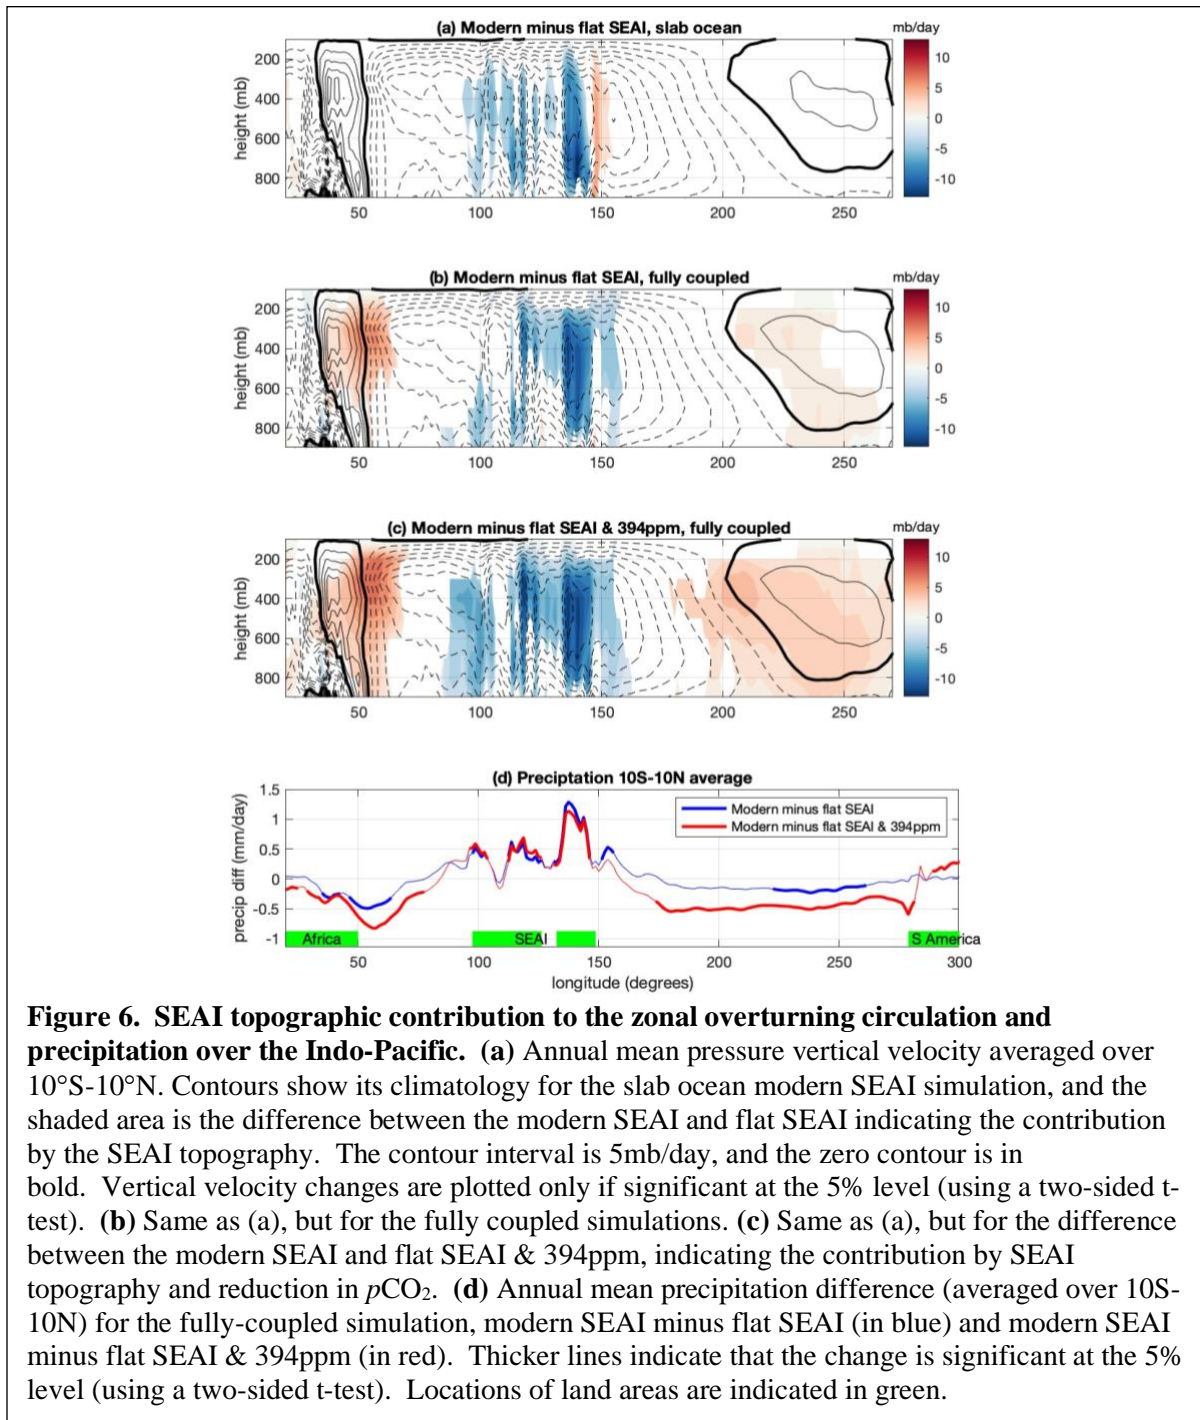 (a) Modern minus flat SEAI, slab ocean
mb/day
height (mb)
200
400
600
800
50
100
150
200
250
10
5
0
-5
-10
(b) Modern minus flat SEAI, fully coupled
mb/day
height (mb)
200
400
600
800
50
100
150
200
250
10
5
0
-5
-10
(c) Modern minus flat SEAI & 394ppm, fully coupled
mb/day
height (mb)
200
400
600
800
50
100
150
200
250
10
5
0
-5
-10
(d) Preciptation 10S-10N average
precip diff (mm/day)
1.5
1
0.5
0
-0.5
-1
Modern minus flat SEAI
Modern minus flat SEAI & 394ppm
Africa
SEAI
S America
50
100
150
200
250
300
longitude (degrees)
Figure 6. SEAI topographic contribution to the zonal overturning circulation and
precipitation over the Indo-Pacific. (a) Annual mean pressure vertical velocity averaged over
10°S-10°N. Contours show its climatology for the slab ocean modern SEAI simulation, and the
shaded area is the difference between the modern SEAI and flat SEAI indicating the contribution
by the SEAI topography. The contour interval is 5mb/day, and the zero contour is in
bold. Vertical velocity changes are plotted only if significant at the 5% level (using a two-sided t-
test). (b) Same as (a), but for the fully coupled simulations. (c) Same as (a), but for the difference
between the modern SEAI and flat SEAI & 394ppm, indicating the contribution by SEAI
topography and reduction in pCO₂. (d) Annual mean precipitation difference (averaged over 10S-
10N) for the fully-coupled simulation, modern SEAI minus flat SEAI (in blue) and modern SEAI
minus flat SEAI & 394ppm (in red). Thicker lines indicate that the change is significant at the 5%
level (using a two-sided t-test). Locations of land areas are indicated in green.